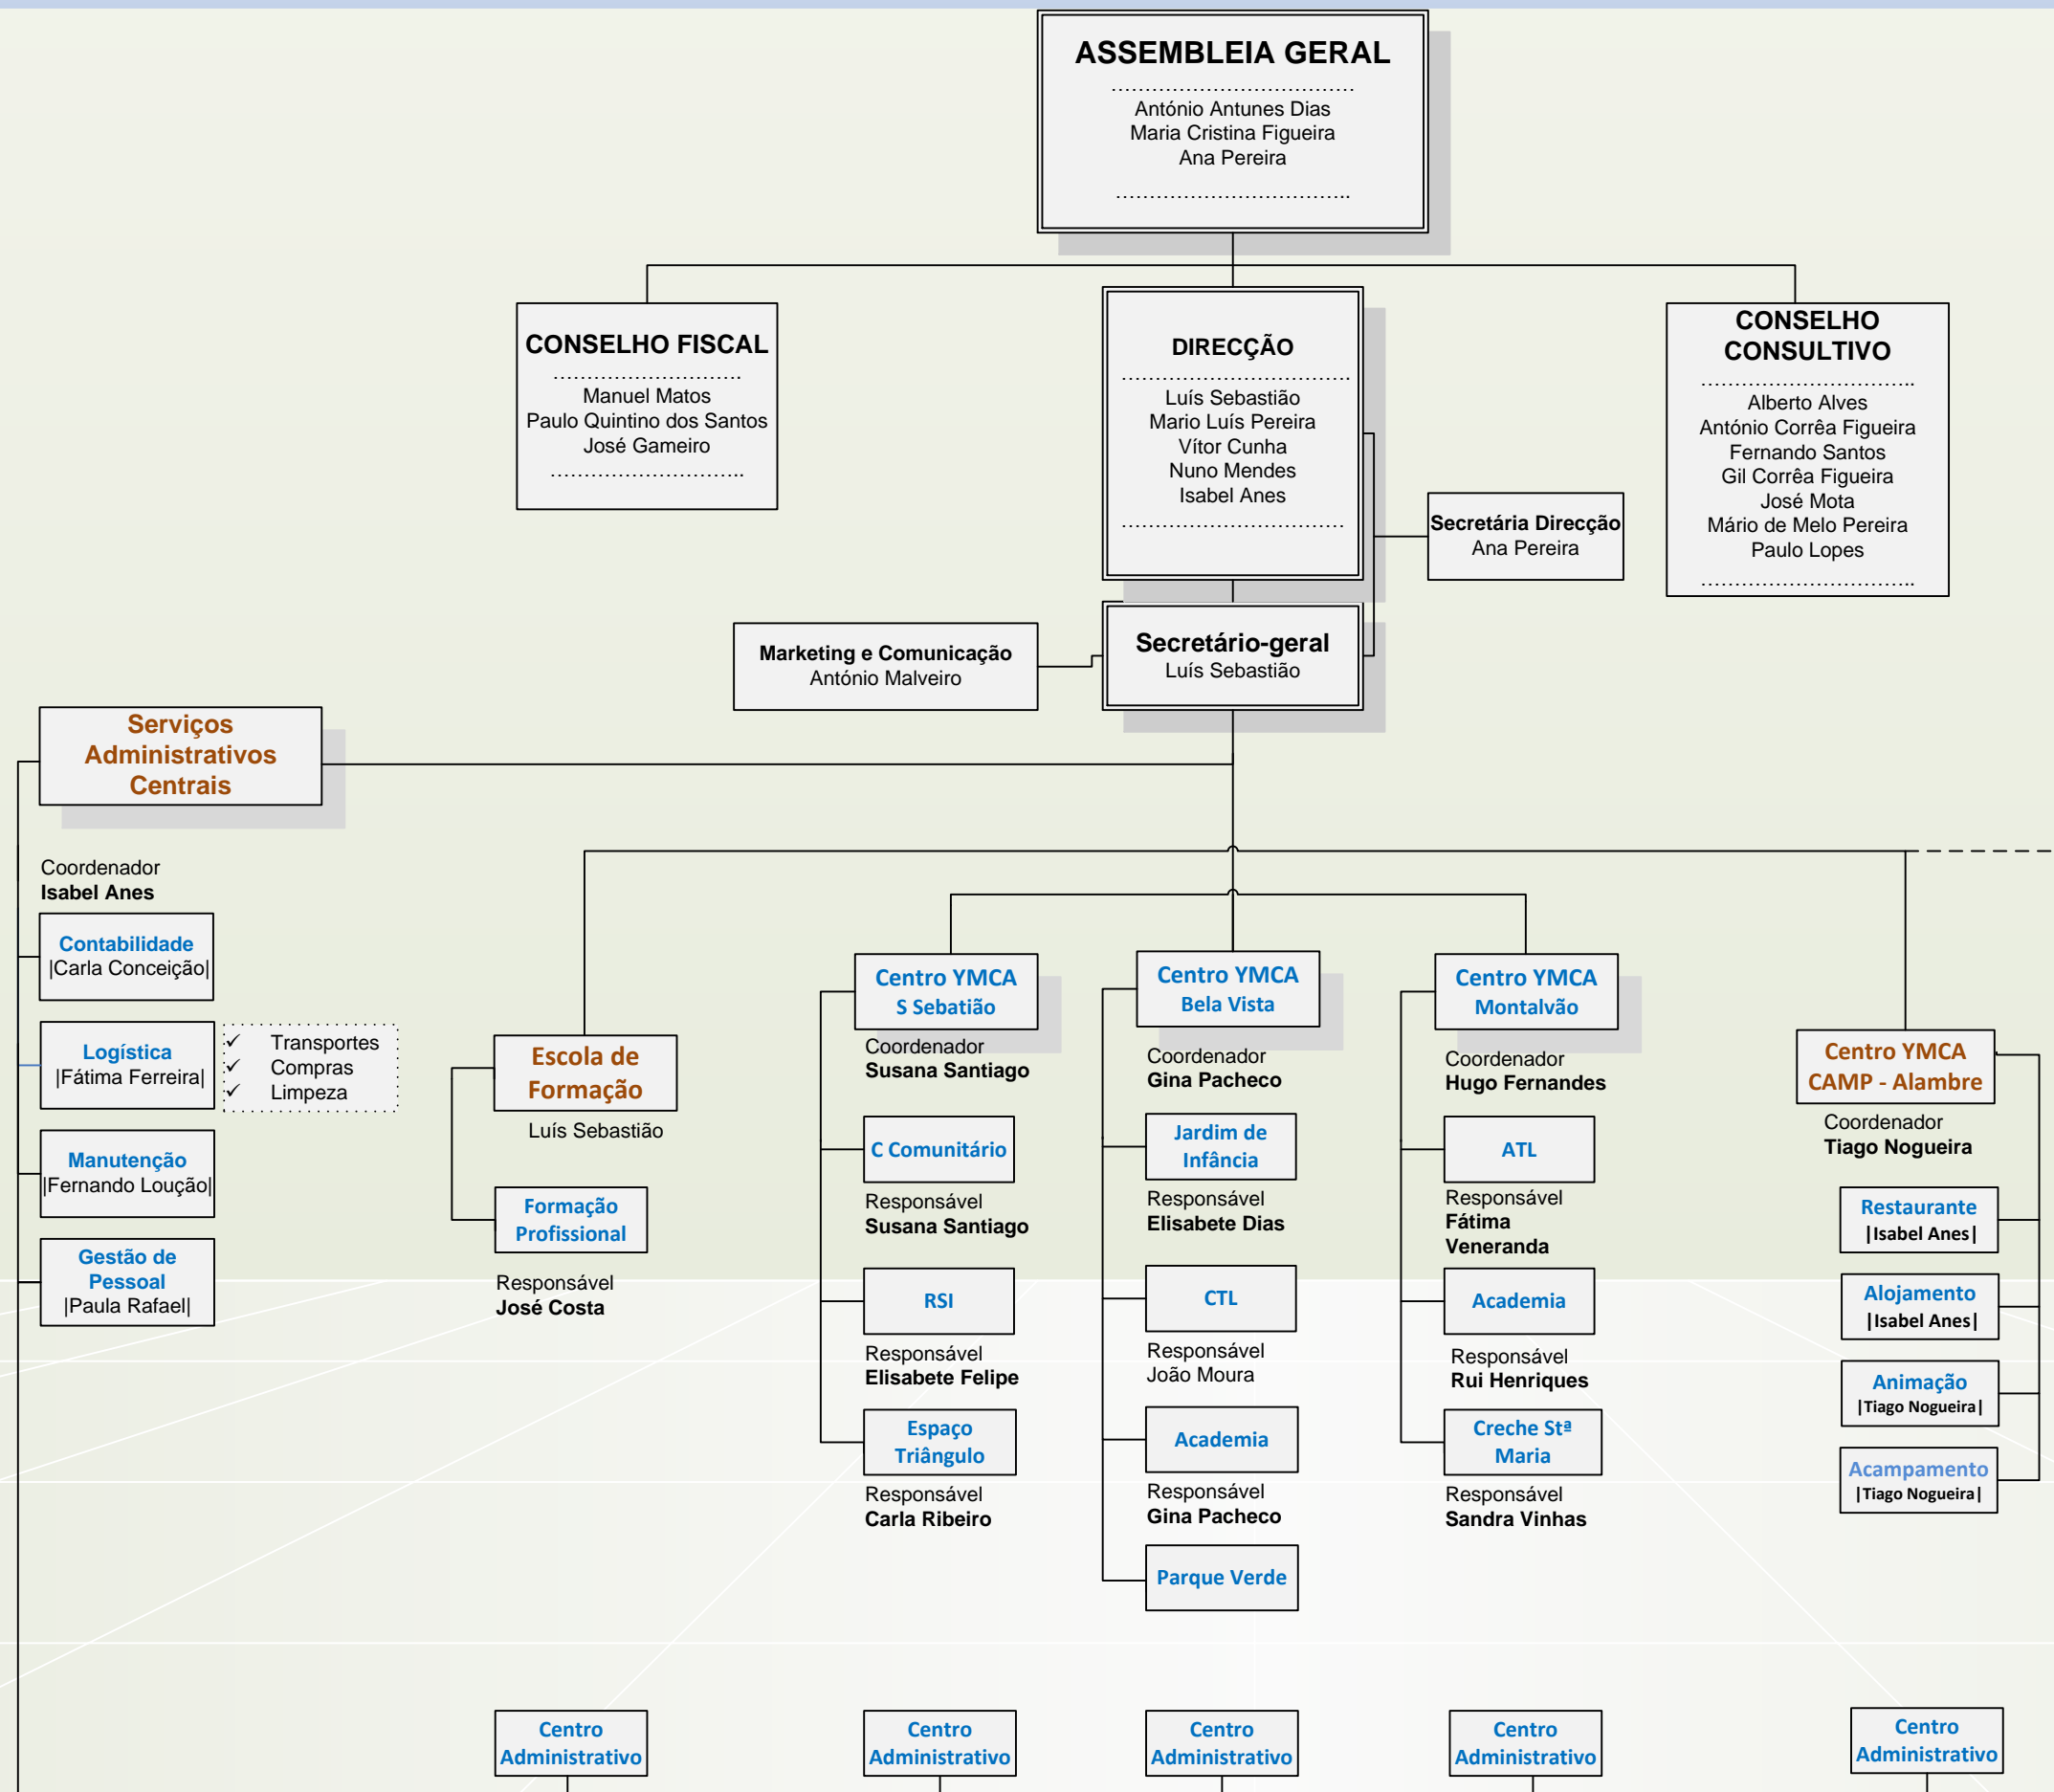 ASSEMBLEIA GERAL
.....................................
António Antunes Dias
Maria Cristina Figueira
Ana Pereira
....................................
CONSELHO FISCAL
............................
Manuel Matos
Paulo Quintino dos Santos
José Gameiro
.............................
DIRECÇÃO
..................................
Luís Sebastião
Mario Luís Pereira
Vítor Cunha
Nuno Mendes
Isabel Anes
.................................
CONSELHO
CONSULTIVO
................................
Alberto Alves
António Corrêa Figueira
Fernando Santos
Gil Corrêa Figueira
José Mota
Mário de Melo Pereira
Paulo Lopes
................................
Secretária Direcção
Ana Pereira
Marketing e Comunicação
António Malveiro
Secretário-geral
Luís Sebastião
Serviços
Administrativos
Centrais
Coordenador
Isabel Anes
Contabilidade
|Carla Conceição|
Logística
|Fátima Ferreira|
✓ Transportes
✓ Compras
✓ Limpeza
Manutenção
|Fernando Loução|
Gestão de
Pessoal
|Paula Rafael|
Escola de
Formação
Luís Sebastião
Formação
Profissional
Responsável
José Costa
Centro YMCA
S Sebatião
Coordenador
Susana Santiago
C Comunitário
Responsável
Susana Santiago
RSI
Responsável
Elisabete Felipe
Espaço
Triângulo
Responsável
Carla Ribeiro
Centro YMCA
Bela Vista
Coordenador
Gina Pacheco
Jardim de
Infância
Responsável
Elisabete Dias
CTL
Responsável
João Moura
Academia
Responsável
Gina Pacheco
Parque Verde
Centro YMCA
Montalvão
Coordenador
Hugo Fernandes
ATL
Responsável
Fátima
Veneranda
Academia
Responsável
Rui Henriques
Creche Stª
Maria
Responsável
Sandra Vinhas
Centro YMCA
CAMP - Alambre
Coordenador
Tiago Nogueira
Restaurante
|Isabel Anes|
Alojamento
|Isabel Anes|
Animação
|Tiago Nogueira|
Acampamento
|Tiago Nogueira|
Centro
Administrativo
Centro
Administrativo
Centro
Administrativo
Centro
Administrativo
Centro
Administrativo